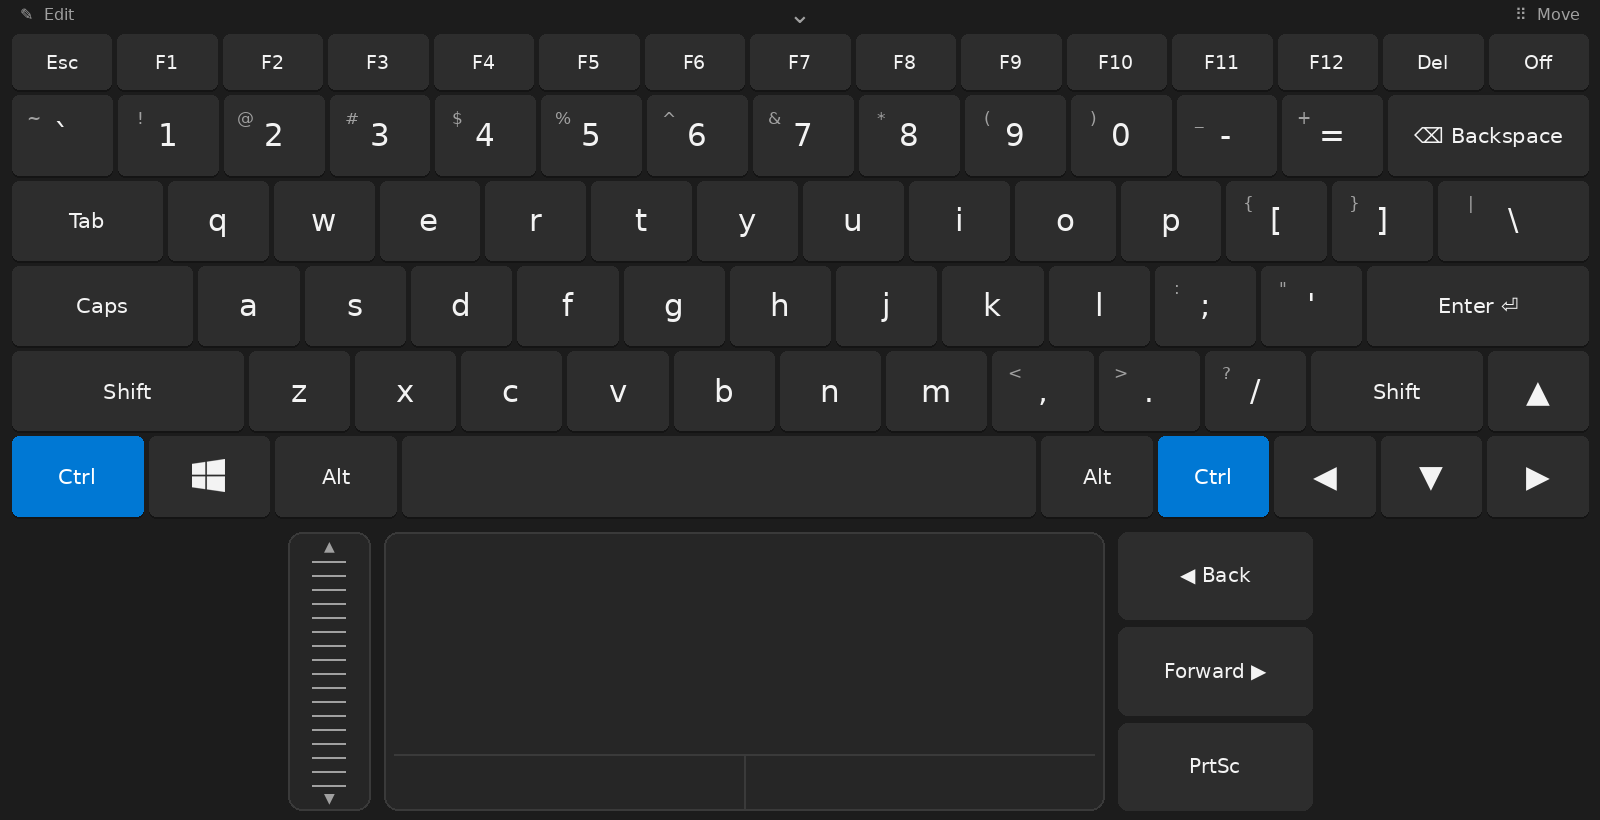 ✎ Edit ⌄ ⠿ Move
Esc F1 F2 F3 F4 F5 F6 F7 F8 F9 F10 F11 F12 Del Off
~ ` ! 1 @ 2 # 3 $ 4 % 5 ^ 6 & 7 * 8 ( 9 ) 0 _ - + = ⌫ Backspace
Tab q w e r t y u i o p { [ } ] | \
Caps a s d f g h j k l : ; " ' Enter ⏎
Shift z x c v b n m < , > . ? / Shift ▲
Ctrl Alt Alt Ctrl ◀ ▼ ▶
▲
◀ Back
Forward ▶
PrtSc
▼